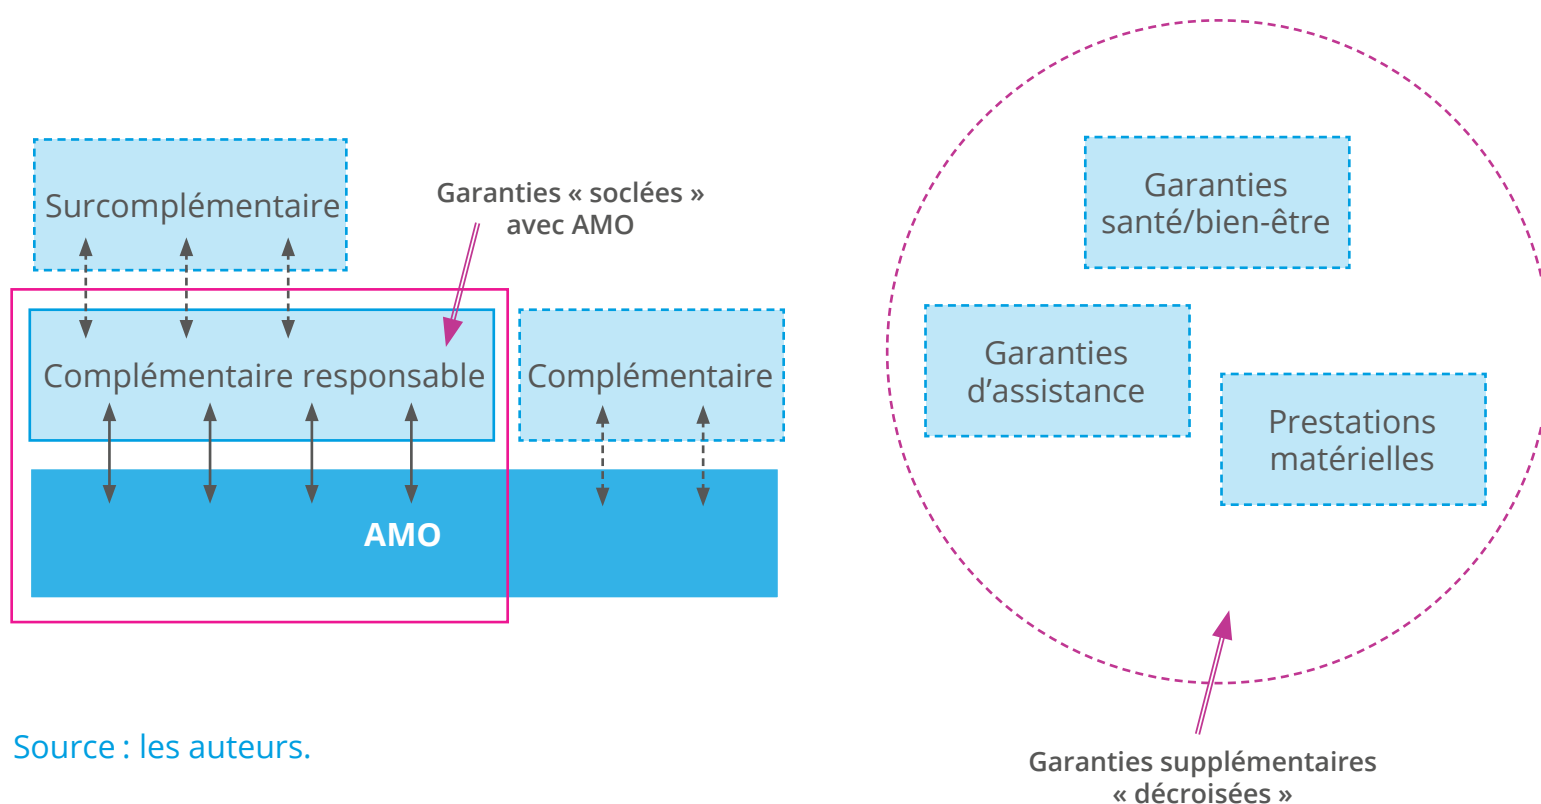 Surcomplémentaire
Garanties « soclées »
avec AMO
Complémentaire responsable
Complémentaire
AMO
Garanties
santé/bien-être
Garanties
d’assistance
Prestations
matérielles
Source : les auteurs.
Garanties supplémentaires
« décroisées »